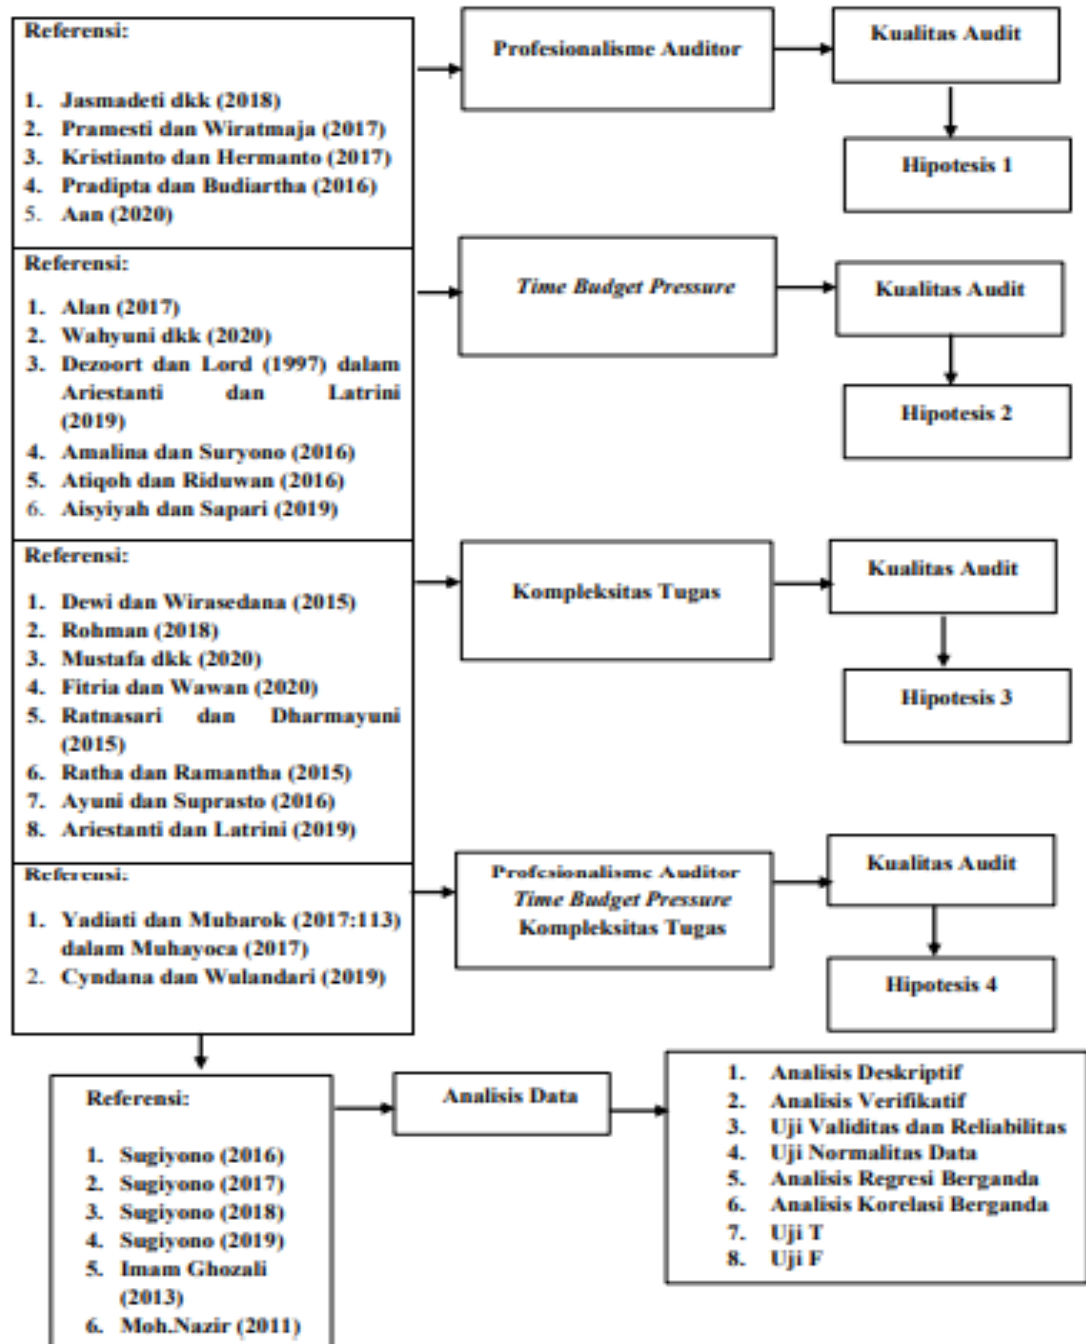 Referensi:
1. Jasmadeti dkk (2018)
2. Pramesti dan Wiratmaja (2017)
3. Kristianto dan Hermanto (2017)
4. Pradipta dan Budiartha (2016)
5. Aan (2020)
Profesionalisme Auditor
Kualitas Audit
Hipotesis 1
Referensi:
1. Alan (2017)
2. Wahyuni dkk (2020)
3. Dezoort dan Lord (1997) dalam
Ariestanti dan Latrini
(2019)
4. Amalina dan Suryono (2016)
5. Atiqoh dan Riduwan (2016)
6. Aisyiyah dan Sapari (2019)
Time Budget Pressure
Kualitas Audit
Hipotesis 2
Referensi:
1. Dewi dan Wirasedana (2015)
2. Rohman (2018)
3. Mustafa dkk (2020)
4. Fitria dan Wawan (2020)
5. Ratnasari dan Dharmayuni
(2015)
6. Ratha dan Ramantha (2015)
7. Ayuni dan Suprasto (2016)
8. Ariestanti dan Latrini (2019)
Kompleksitas Tugas
Kualitas Audit
Hipotesis 3
Referensi:
1. Yadiati dan Mubarok (2017:113)
dalam Muhayoca (2017)
2. Cyndana dan Wulandari (2019)
Profesionalisme Auditor
Time Budget Pressure
Kompleksitas Tugas
Kualitas Audit
Hipotesis 4
Referensi:
1. Sugiyono (2016)
2. Sugiyono (2017)
3. Sugiyono (2018)
4. Sugiyono (2019)
5. Imam Ghozali
(2013)
6. Moh.Nazir (2011)
Analisis Data
1. Analisis Deskriptif
2. Analisis Verifikatif
3. Uji Validitas dan Reliabilitas
4. Uji Normalitas Data
5. Analisis Regresi Berganda
6. Analisis Korelasi Berganda
7. Uji T
8. Uji F